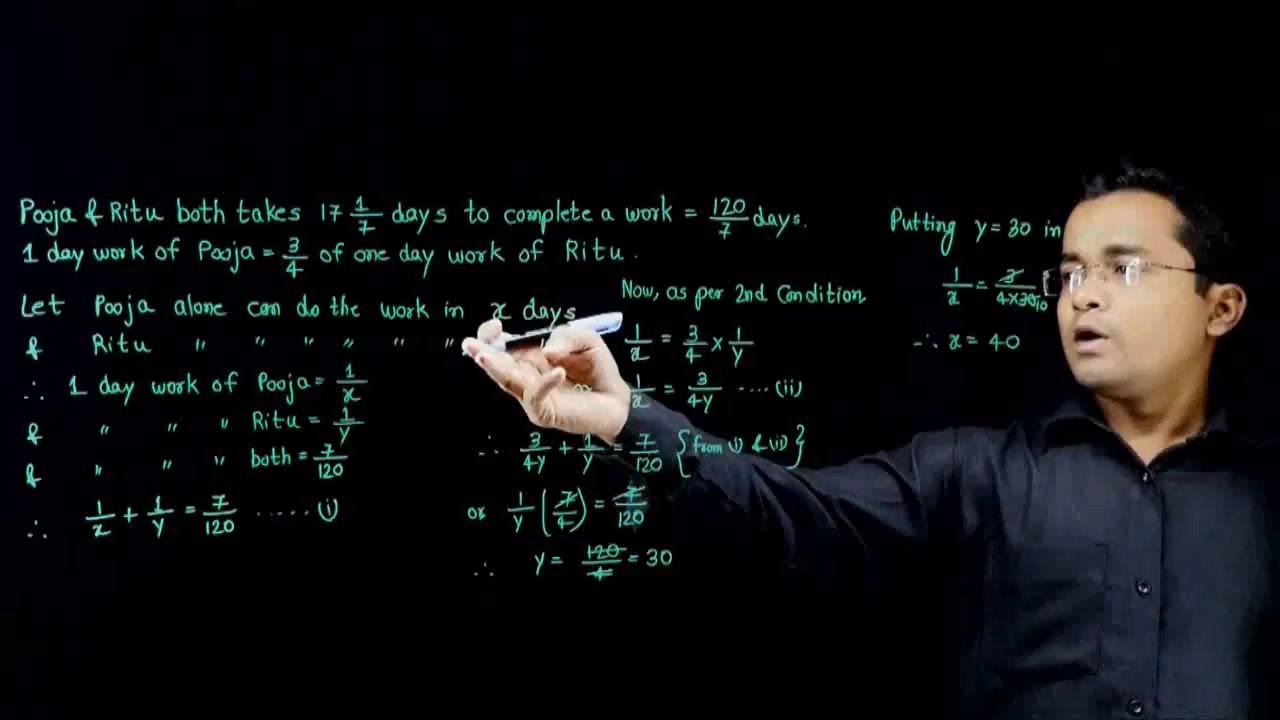 Pooja & Ritu both takes 17 1/7 days to complete a work = 120/7 days.
1 day work of Pooja = 3/4 of one day work of Ritu.
Let Pooja alone can do the work in x days
& Ritu " " " " " "
∴ 1 day work of Pooja = 1/x
& " " " Ritu = 1/y
& " " " both = 7/120
∴ 1/x + 1/y = 7/120 ..... (i)
Now, as per 2nd Condition
1/x = 3/4 × 1/y
1/x = 3/4y .... (ii)
∴ 3/4y + 1/y = 7/120 {from (i) & (ii)}
or 1/y (7/4) = 7/120
∴ y = 120/4 = 30
Putting y = 30 in
1/x = 3/4×30 10
∴ x = 40